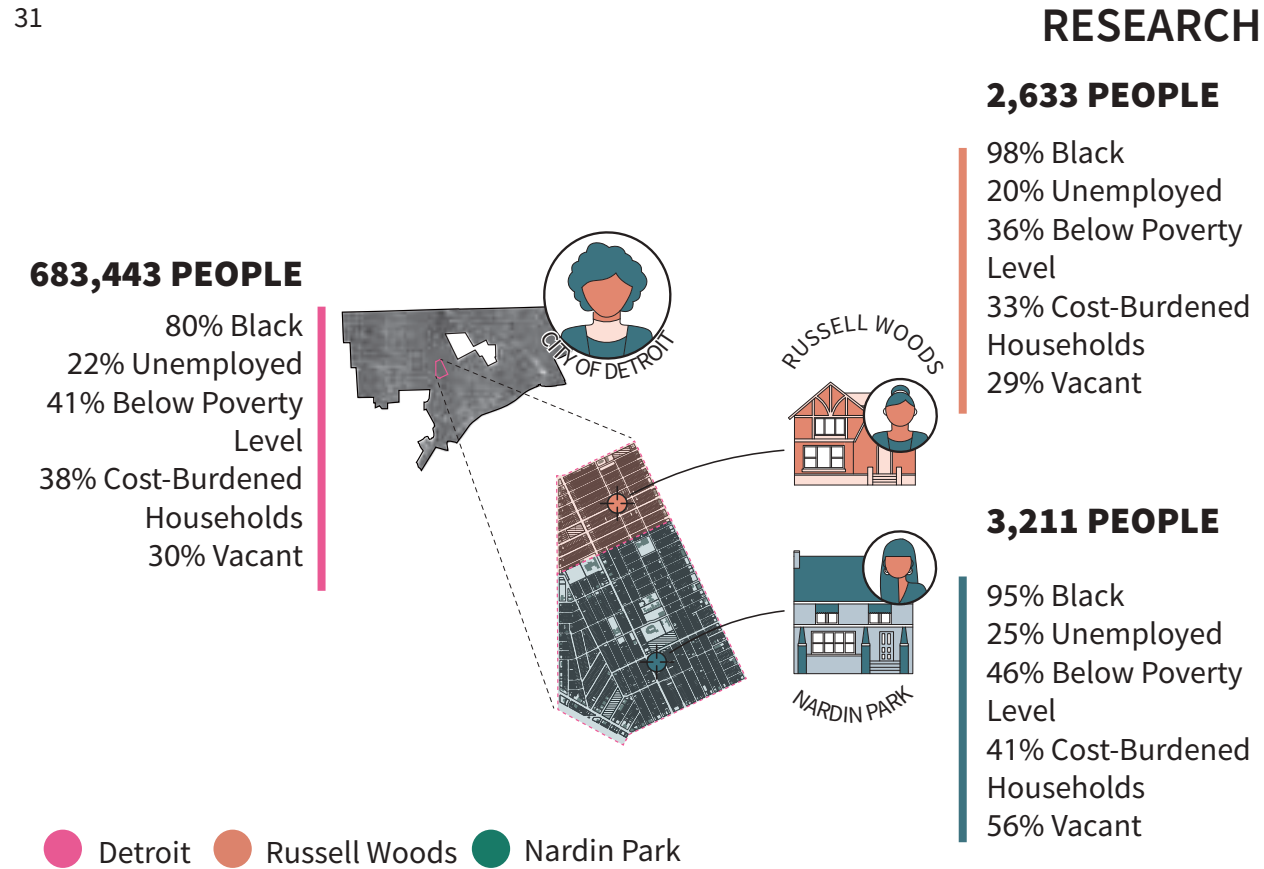 31
RESEARCH
2,633 PEOPLE
98% Black
20% Unemployed
36% Below Poverty
Level
33% Cost-Burdened
Households
29% Vacant
683,443 PEOPLE
80% Black
22% Unemployed
41% Below Poverty
Level
38% Cost-Burdened
Households
30% Vacant
CITY OF DETROIT
RUSSELL WOODS
3,211 PEOPLE
95% Black
25% Unemployed
46% Below Poverty
Level
41% Cost-Burdened
Households
56% Vacant
NARDIN PARK
Detroit
Russell Woods
Nardin Park